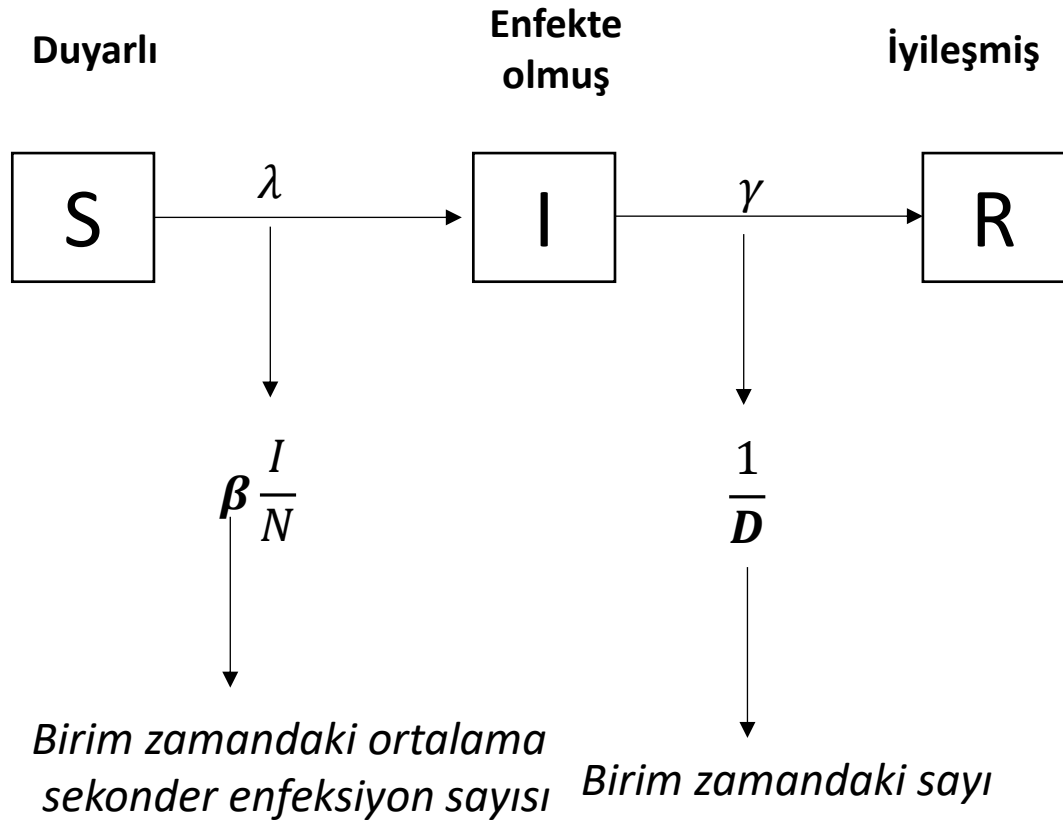 Duyarlı
Enfekte
olmuş
İyileşmiş
S
λ
I
γ
R
β I/N
1/D
Birim zamandaki ortalama
sekonder enfeksiyon sayısı
Birim zamandaki sayı